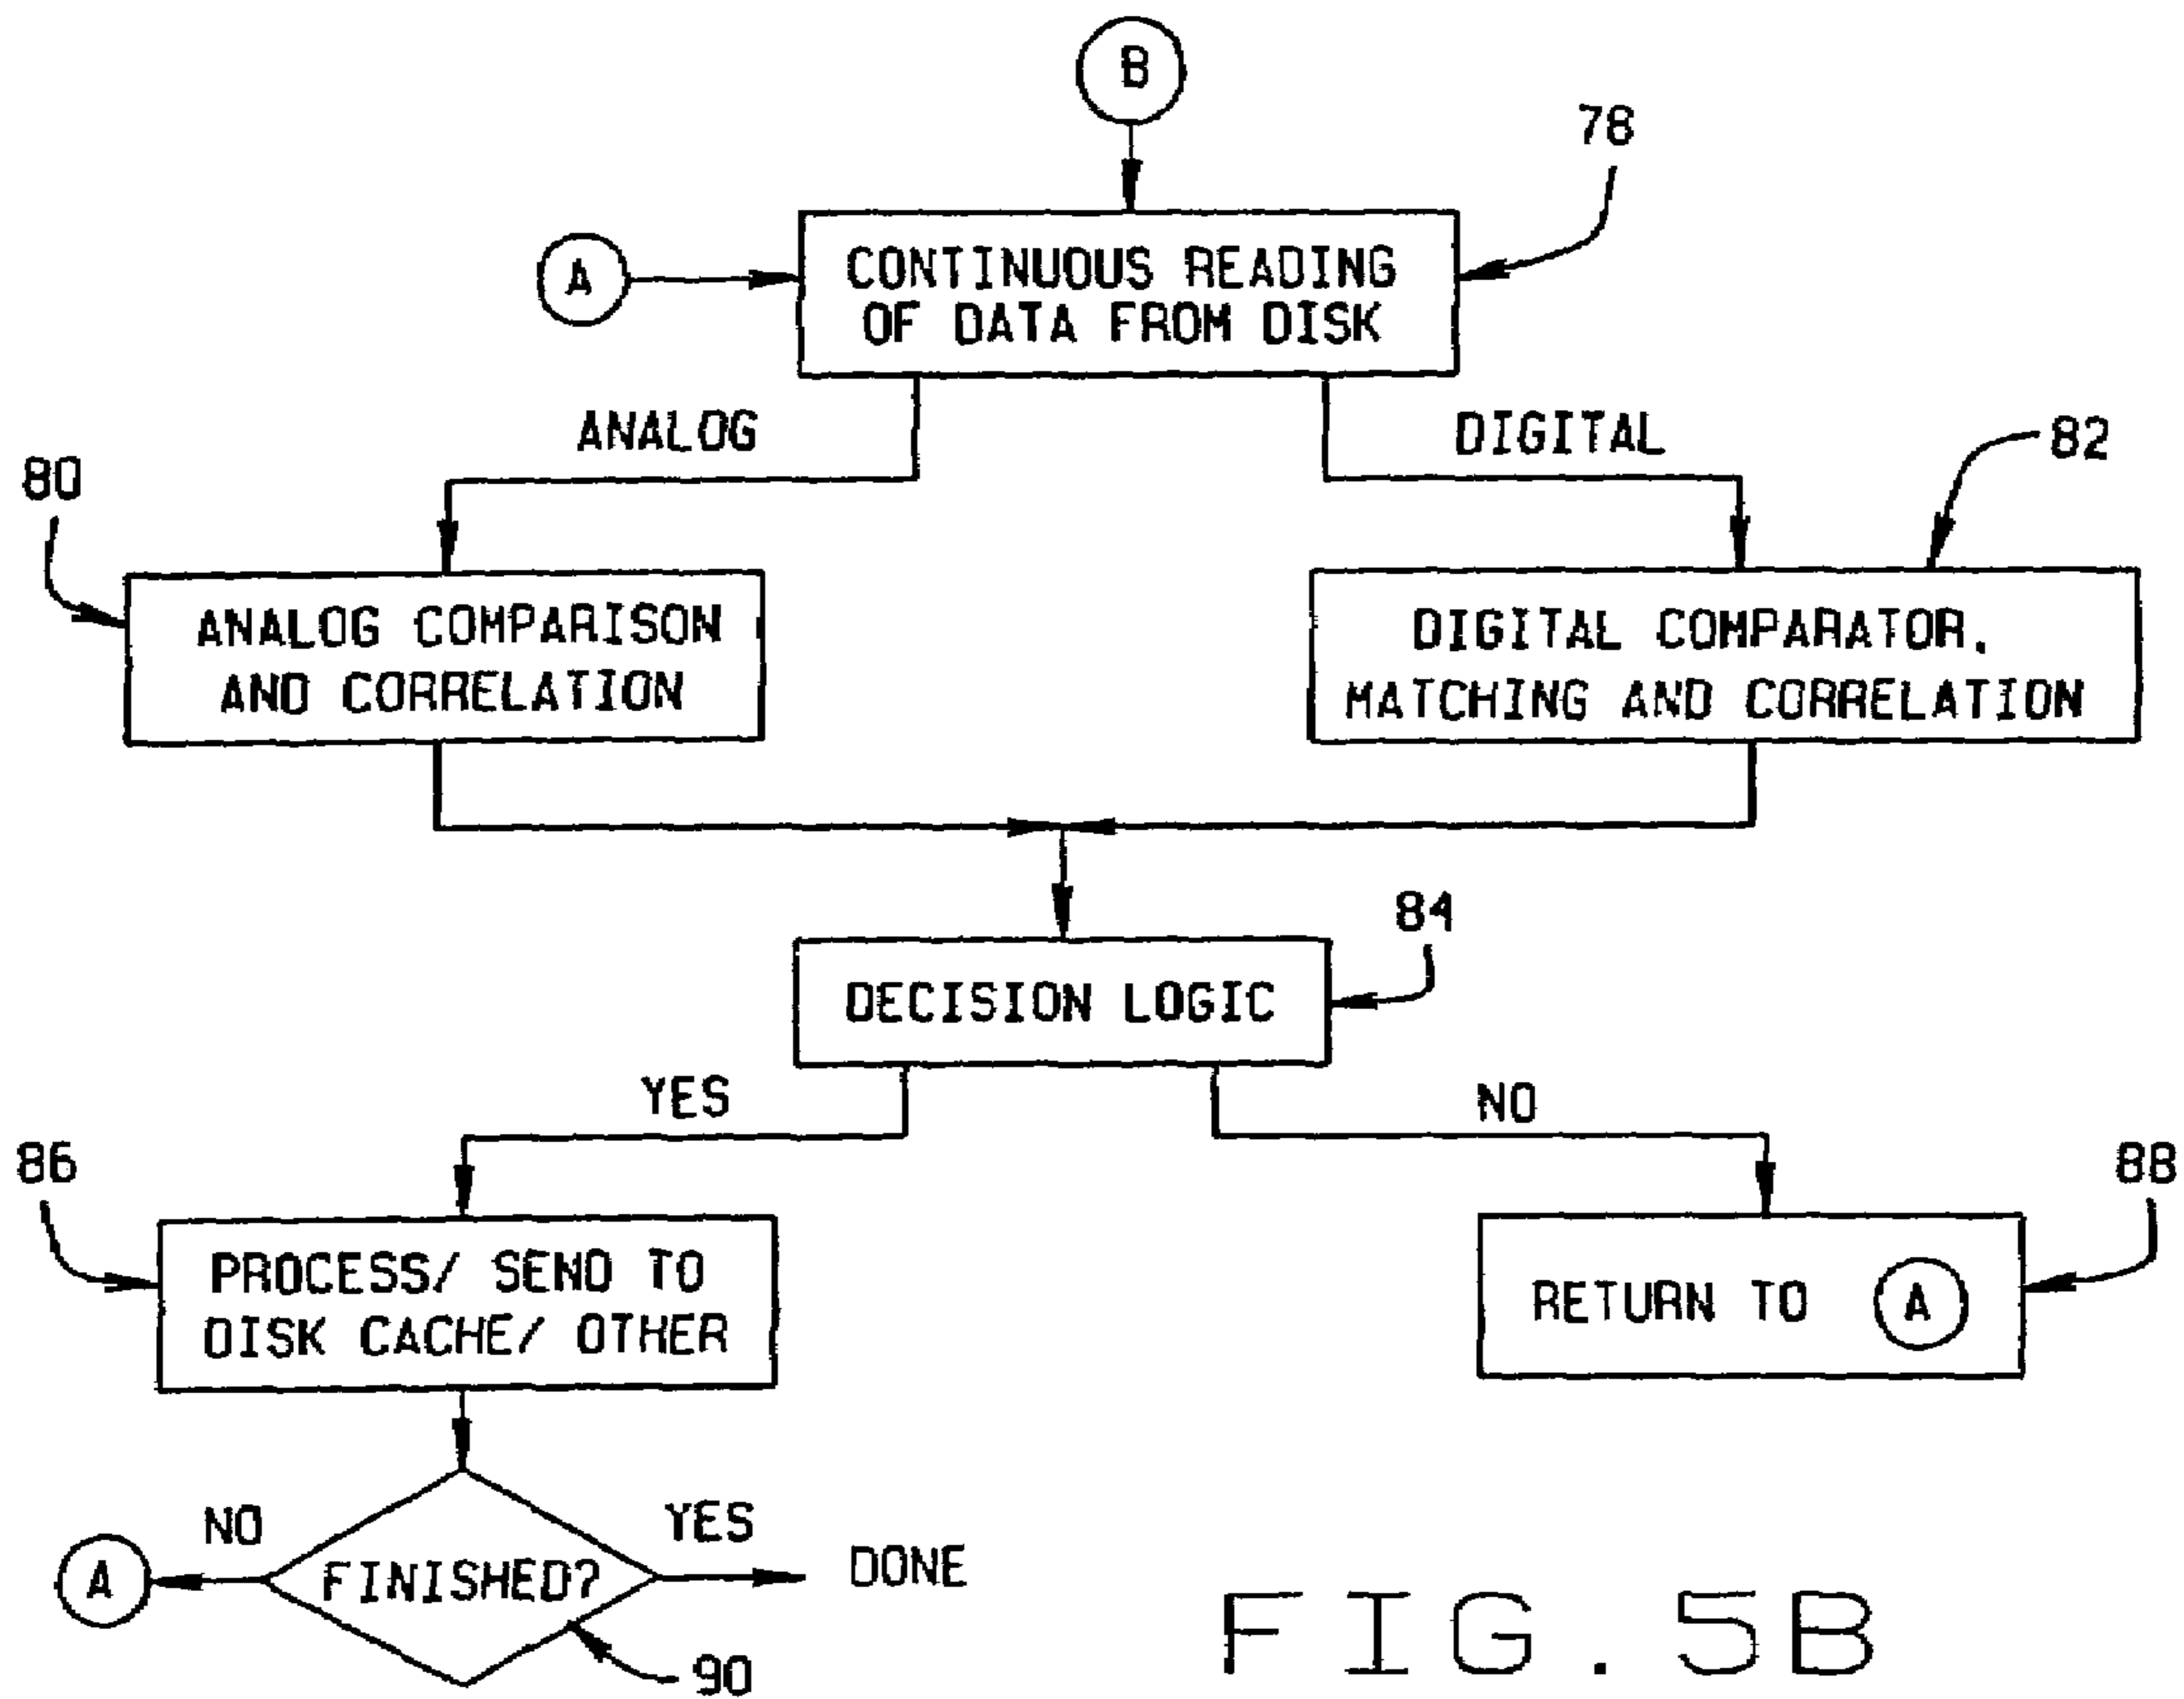 B
78
A
CONTINUOUS READING
OF DATA FROM DISK
ANALOG
DIGITAL
80
82
ANALOG COMPARISON
AND CORRELATION
DIGITAL COMPARATOR,
MATCHING AND CORRELATION
84
DECISION LOGIC
YES
NO
86
88
PROCESS/ SEND TO
DISK CACHE/ OTHER
RETURN TO A
NO
YES
A
FINISHED?
DONE
90
FIG. 5B